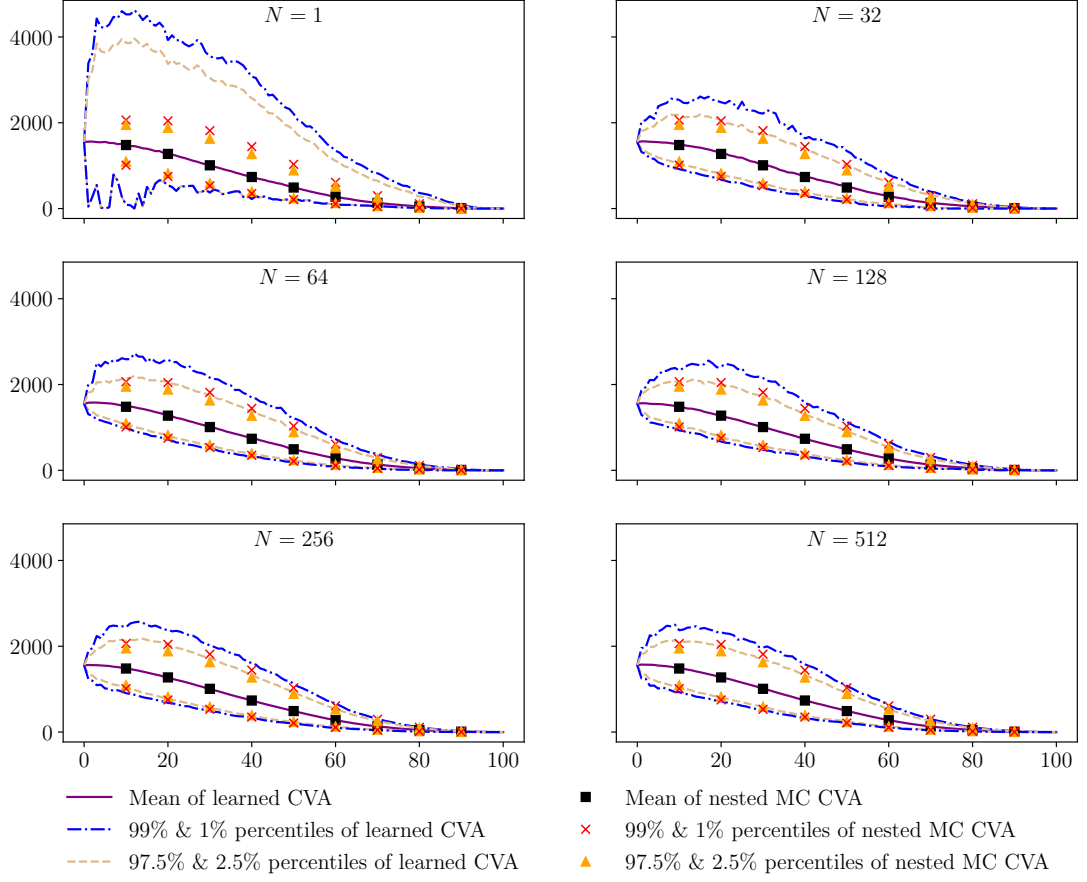 N = 1
N = 32
4000
2000
0
N = 64
N = 128
4000
2000
0
N = 256
N = 512
4000
2000
0
0 20 40 60 80 100 0 20 40 60 80 100
Mean of learned CVA
99% & 1% percentiles of learned CVA
97.5% & 2.5% percentiles of learned CVA
Mean of nested MC CVA
99% & 1% percentiles of nested MC CVA
97.5% & 2.5% percentiles of nested MC CVA